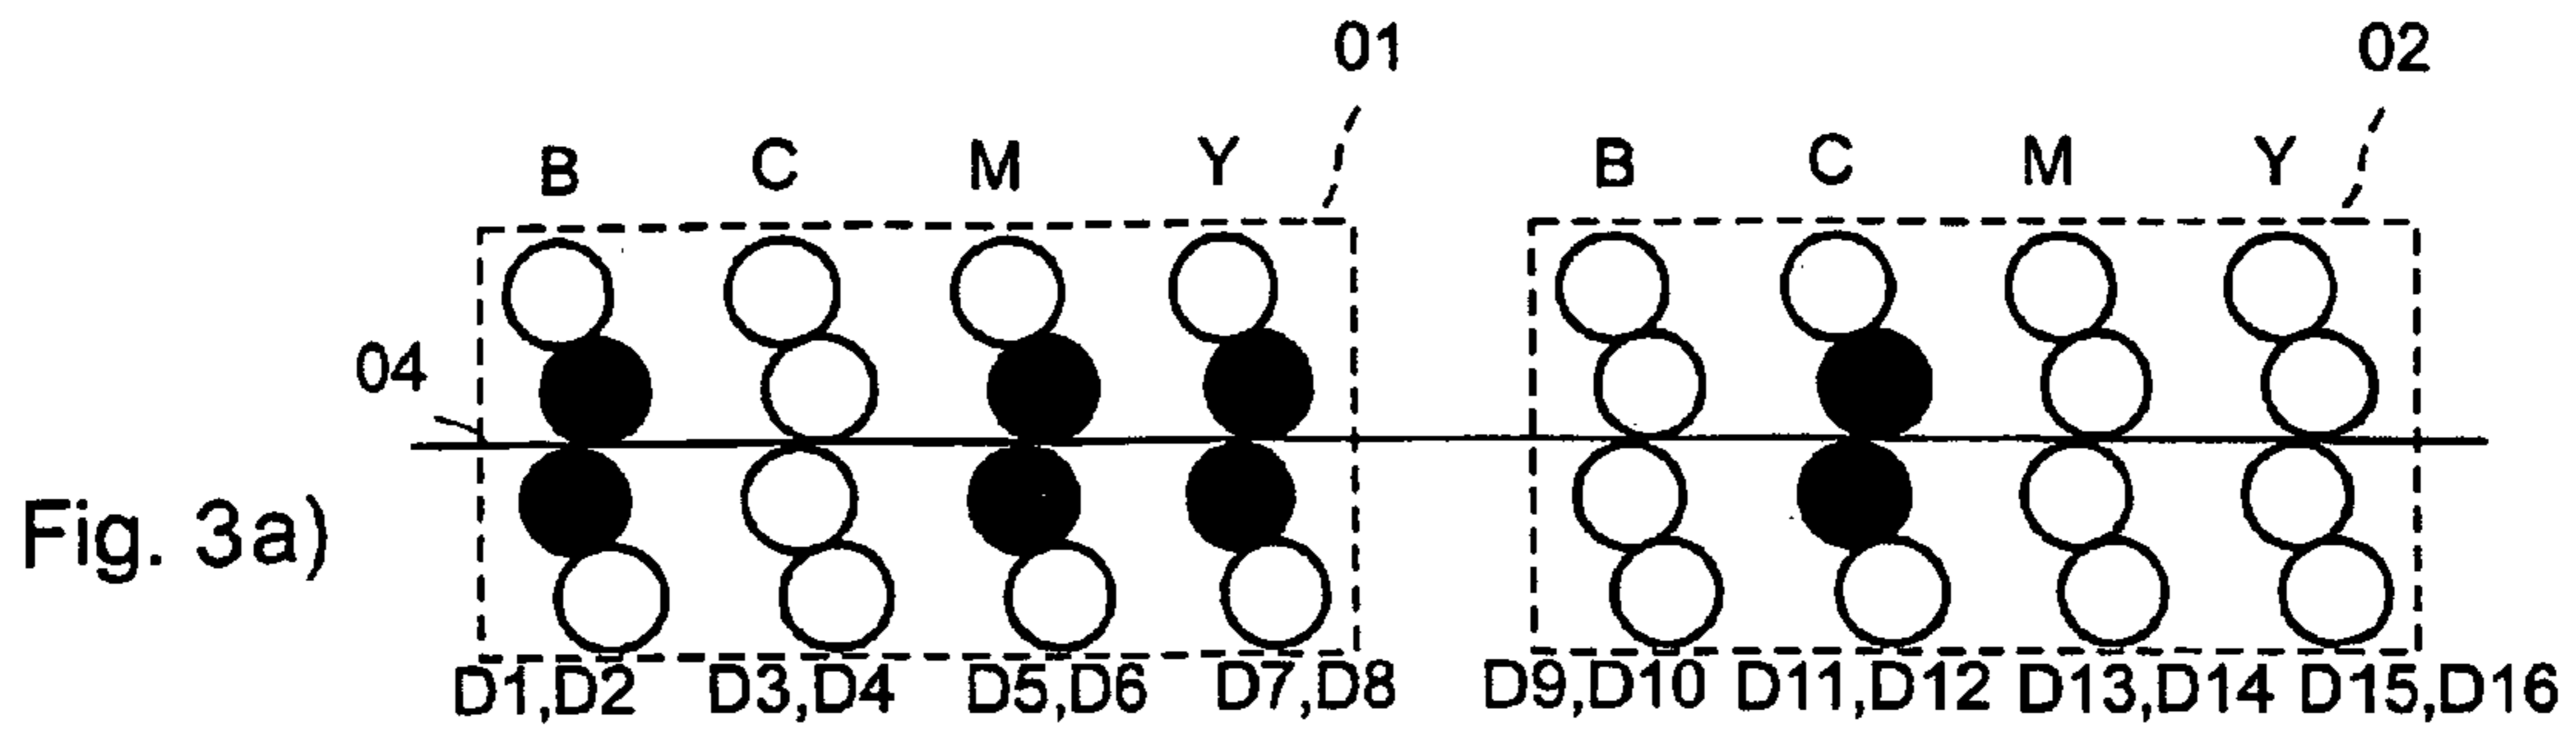 01 02
B C M Y B C M Y
04
Fig. 3a)
D1,D2 D3,D4 D5,D6 D7,D8 D9,D10 D11,D12 D13,D14 D15,D16